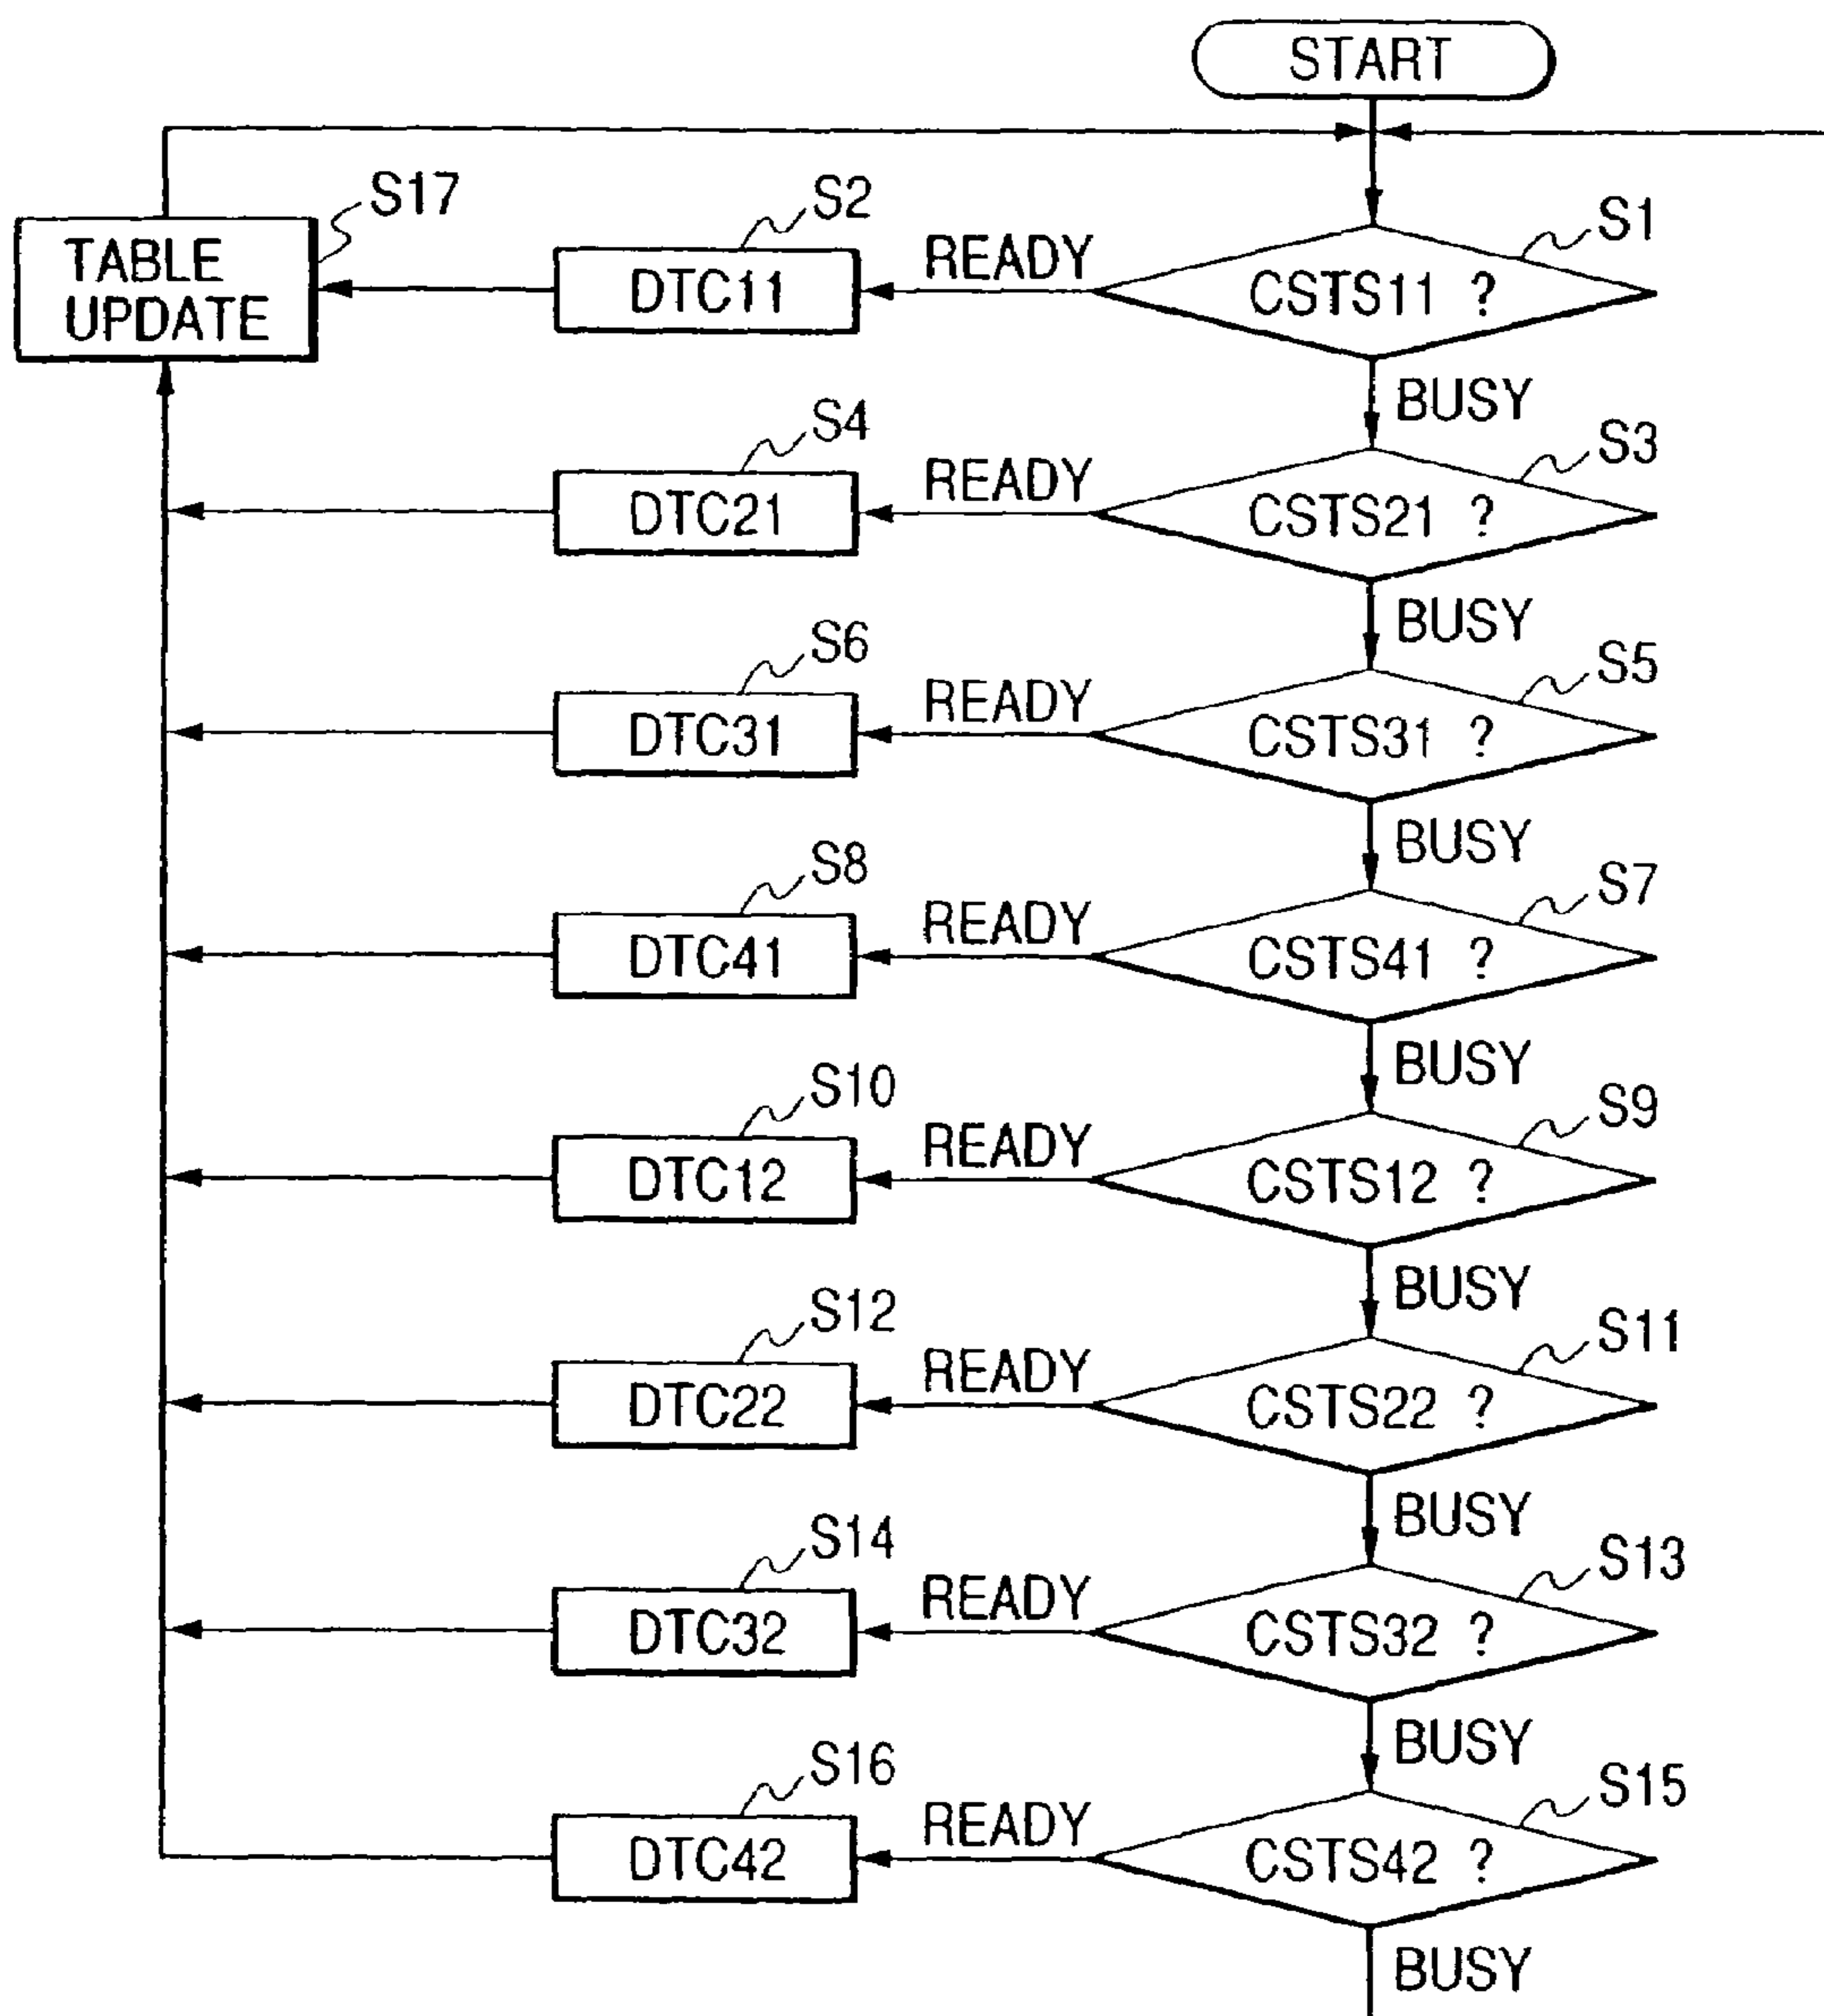 START
S17
S2
S1
TABLE
UPDATE
DTC11
READY
CSTS11 ?
BUSY
S4
S3
DTC21
READY
CSTS21 ?
BUSY
S6
S5
DTC31
READY
CSTS31 ?
BUSY
S8
S7
DTC41
READY
CSTS41 ?
BUSY
S10
S9
DTC12
READY
CSTS12 ?
BUSY
S12
S11
DTC22
READY
CSTS22 ?
BUSY
S14
S13
DTC32
READY
CSTS32 ?
BUSY
S16
S15
DTC42
READY
CSTS42 ?
BUSY